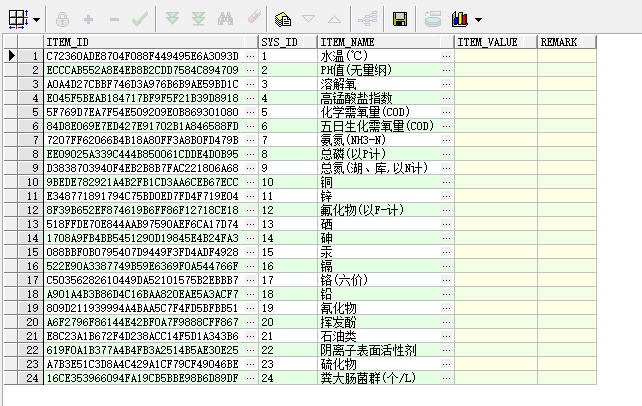 ITEM_ID SYS_ID ITEM_NAME ITEM_VALUE REMARK
1 C72360ADE8704F088F449495E6A3093D ... 1 水温(℃) ...
2 ECCCAB552A8E4EB8B2CDD7584C894709 ... 2 PH值(无量纲) ...
3 A0A4D27CBBF746D3A976B6B9AE59BD1C ... 3 溶解氧 ...
4 E045F5BEAB184717BF9F5F21B39D8918 ... 4 高锰酸盐指数 ...
5 5F769D7EA7F54E509209E0B869301080 ... 5 化学需氧量(COD) ...
6 84D8E069E7ED427E91702B1A846588FD ... 6 五日生化需氧量(COD) ...
7 7207FF62066B4B18A80FF3A8B0FD479B ... 7 氨氮(NH3-N) ...
8 EE09025A339C444B850061CDDE4D0B95 ... 8 总磷(以P计) ...
9 D3838703940F4EB2B8B7FAC221806A68 ... 9 总氮(湖、库,以N计) ...
10 9BEDE782921A4B2FB1CD3AA6CEB67ECC ... 10 铜 ...
11 E348771891794C75BD0ED7FD4F719E04 ... 11 锌 ...
12 8F39B652EF874619B6FF86F12718CE18 ... 12 氟化物(以F-计) ...
13 518FFDE70E844AAB97590AEF6CA17D74 ... 13 硒 ...
14 1708A9FB4BB5451290D19845E4B24FA3 ... 14 砷 ...
15 088BBF0B0795407D9449F3FD4ADF4928 ... 15 汞 ...
16 522E90A3387749B59E6369F0A544766F ... 16 镉 ...
17 C50356282610449DA52101575B2EBBB7 ... 17 铬(六价) ...
18 A901A4B3B86D4C16BAA820EAE5A3ACF7 ... 18 铅 ...
19 809D211939994A4BAA5C7F4D5BFBB51 ... 19 氰化物 ...
20 A6F2796F86144E42BF0A7F9888CFF867 ... 20 挥发酚 ...
21 E8C23A1B672F4D238ACC14F5D1A343B6 ... 21 石油类 ...
22 619F0A1B377A4B4FB3A2514B5AE30E25 ... 22 阴离子表面活性剂 ...
23 A7B3E51C3D8A4C429A1CF79CF49046BE ... 23 硫化物 ...
24 16CE353966094FA19CB5BBE98B6D89DF ... 24 粪大肠菌群(个/L) ...